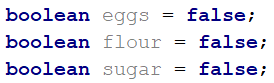 boolean eggs = false;
boolean flour = false;
boolean sugar = false;